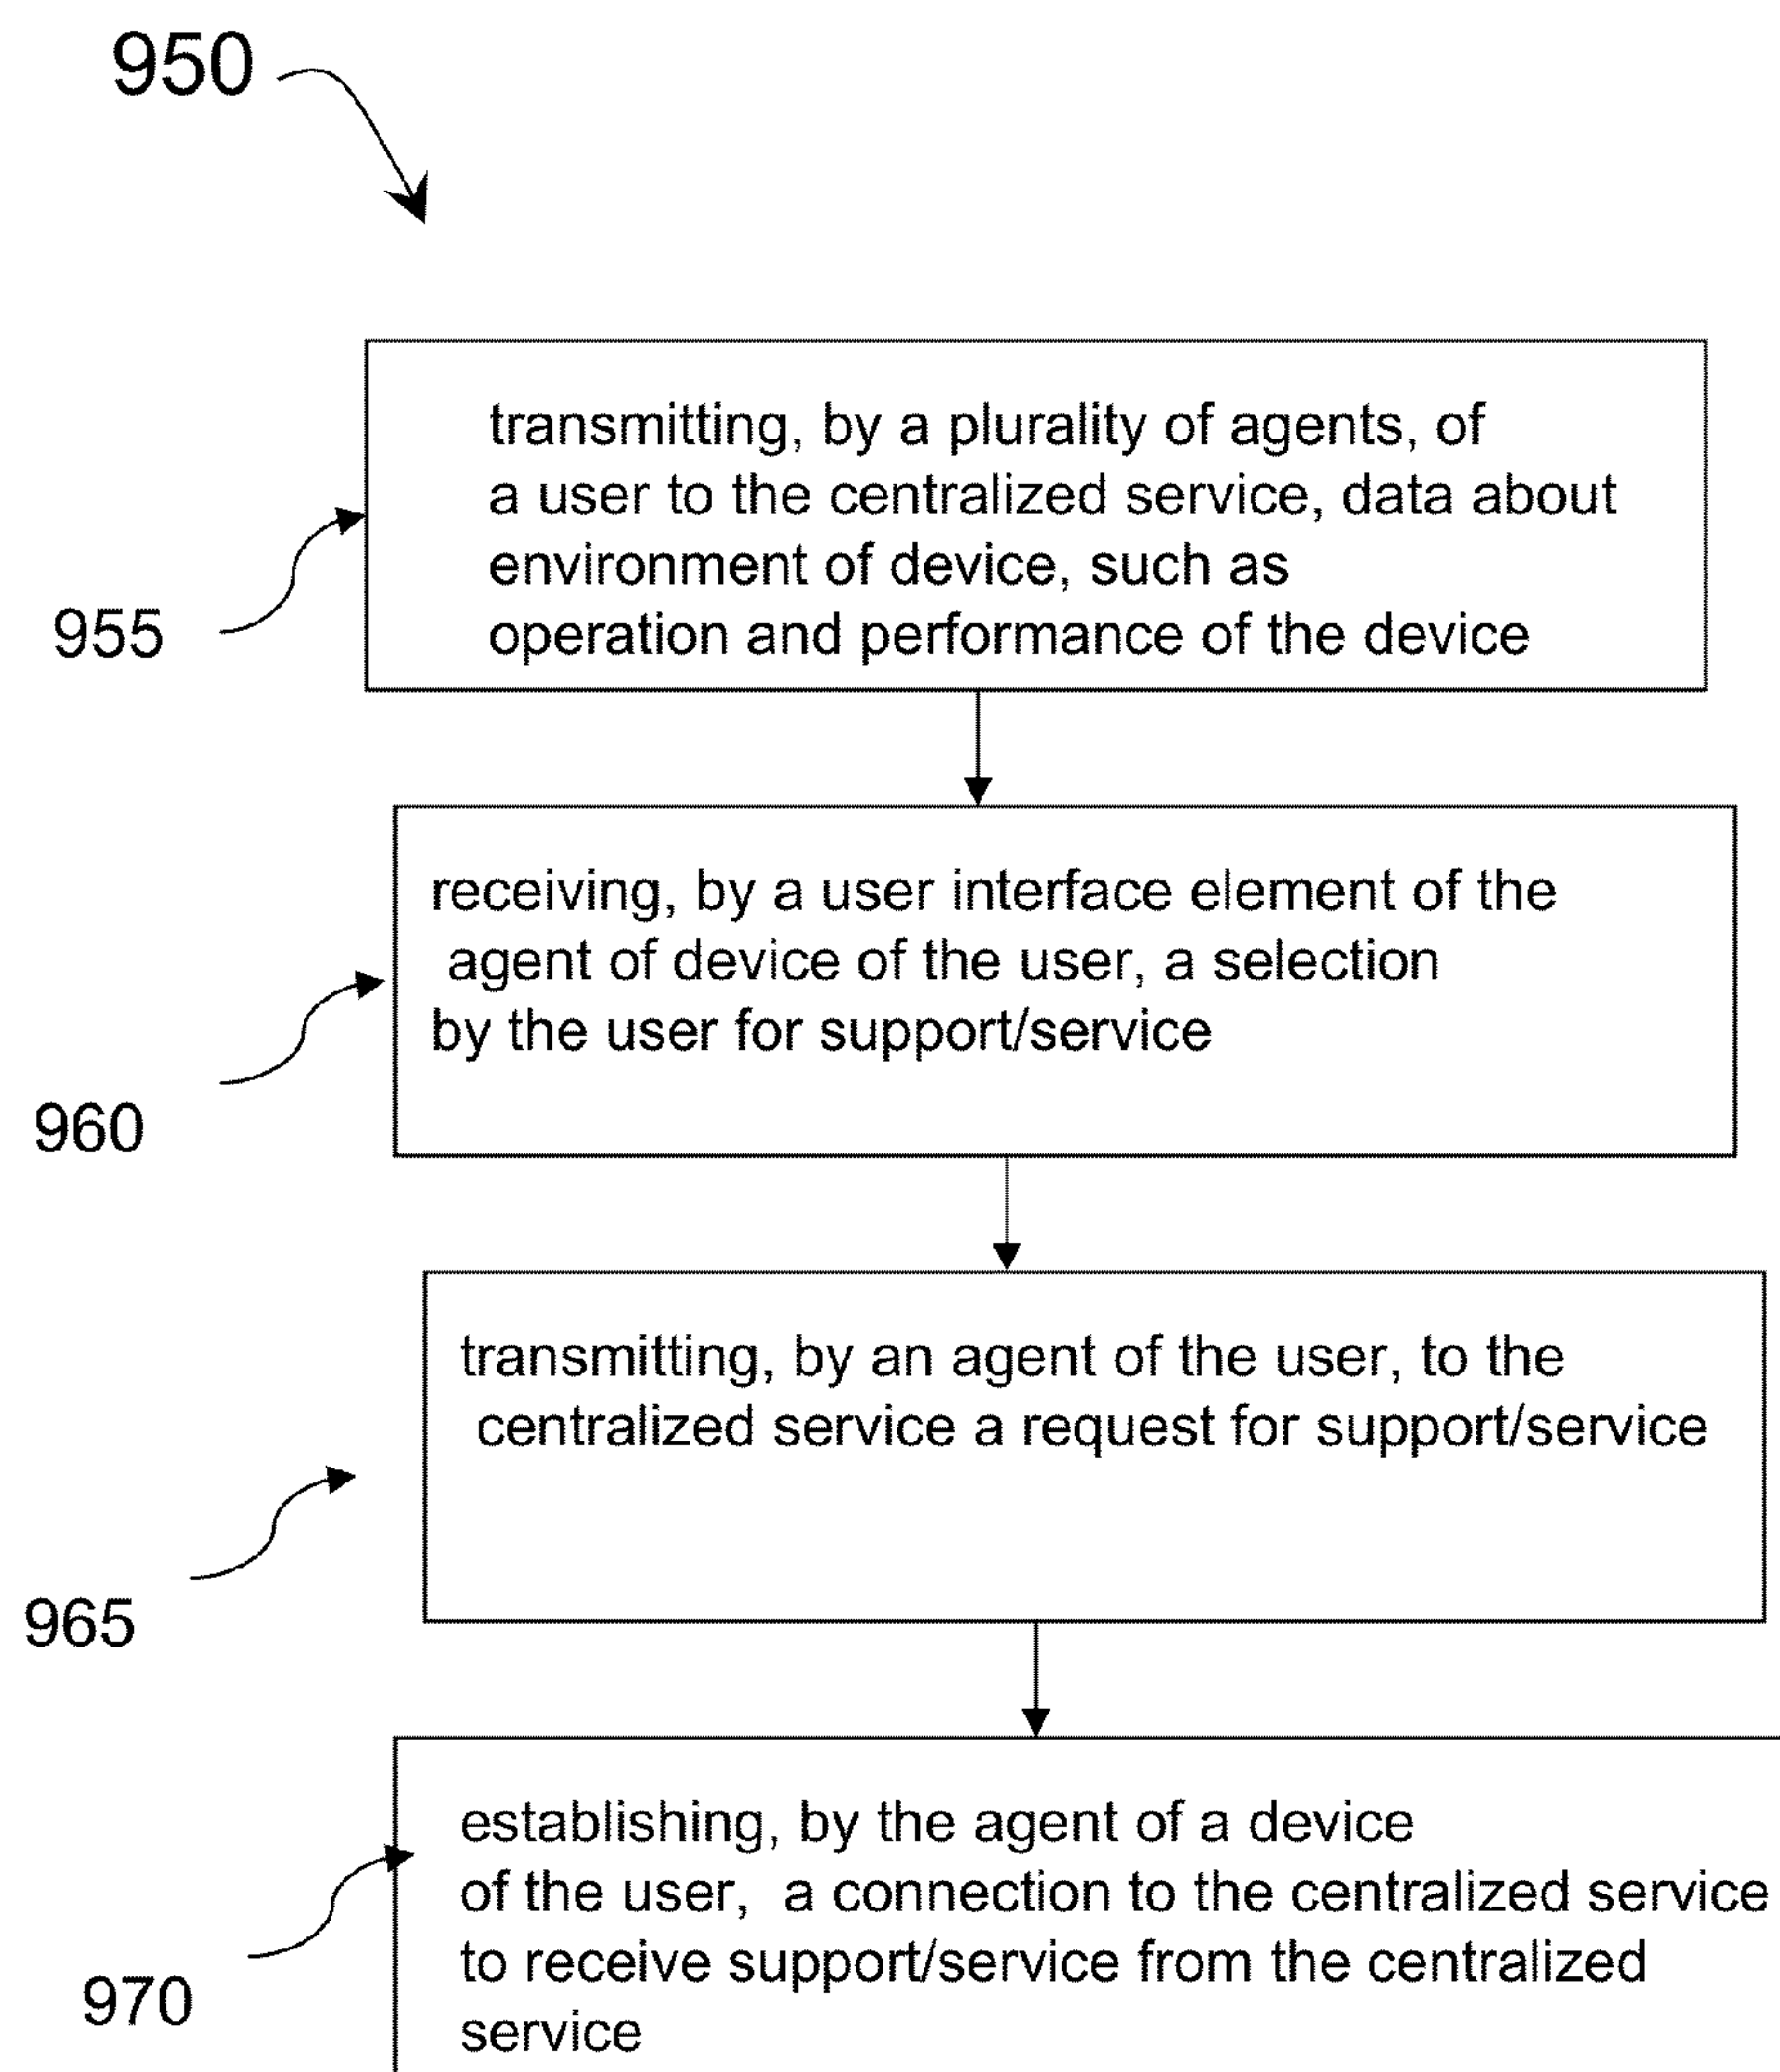 950
transmitting, by a plurality of agents, of
a user to the centralized service, data about
environment of device, such as
operation and performance of the device
955
receiving, by a user interface element of the
agent of device of the user, a selection
by the user for support/service
960
transmitting, by an agent of the user, to the
centralized service a request for support/service
965
establishing, by the agent of a device
of the user, a connection to the centralized service
to receive support/service from the centralized
service
970